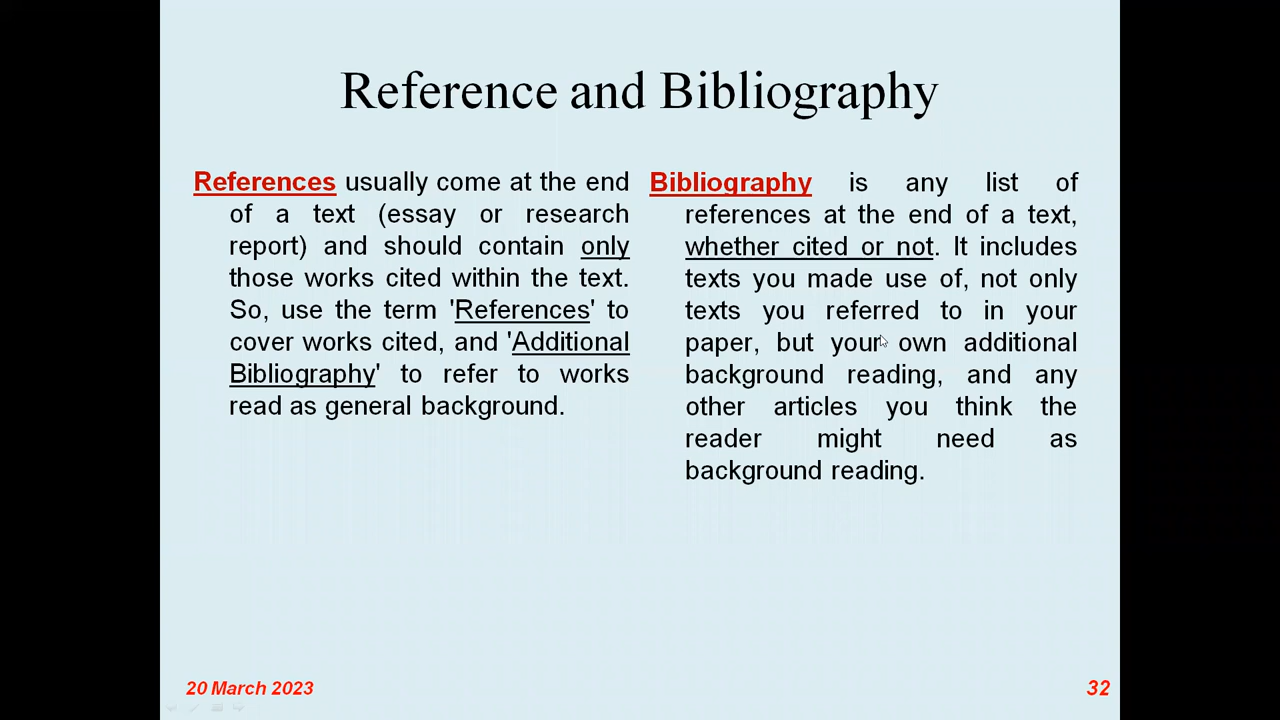 Reference and Bibliography
References usually come at the end
of a text (essay or research
report) and should contain only
those works cited within the text.
So, use the term 'References' to
cover works cited, and 'Additional
Bibliography' to refer to works
read as general background.
Bibliography is any list of
references at the end of a text,
whether cited or not. It includes
texts you made use of, not only
texts you referred to in your
paper, but your own additional
background reading, and any
other articles you think the
reader might need as
background reading.
20 March 2023
32